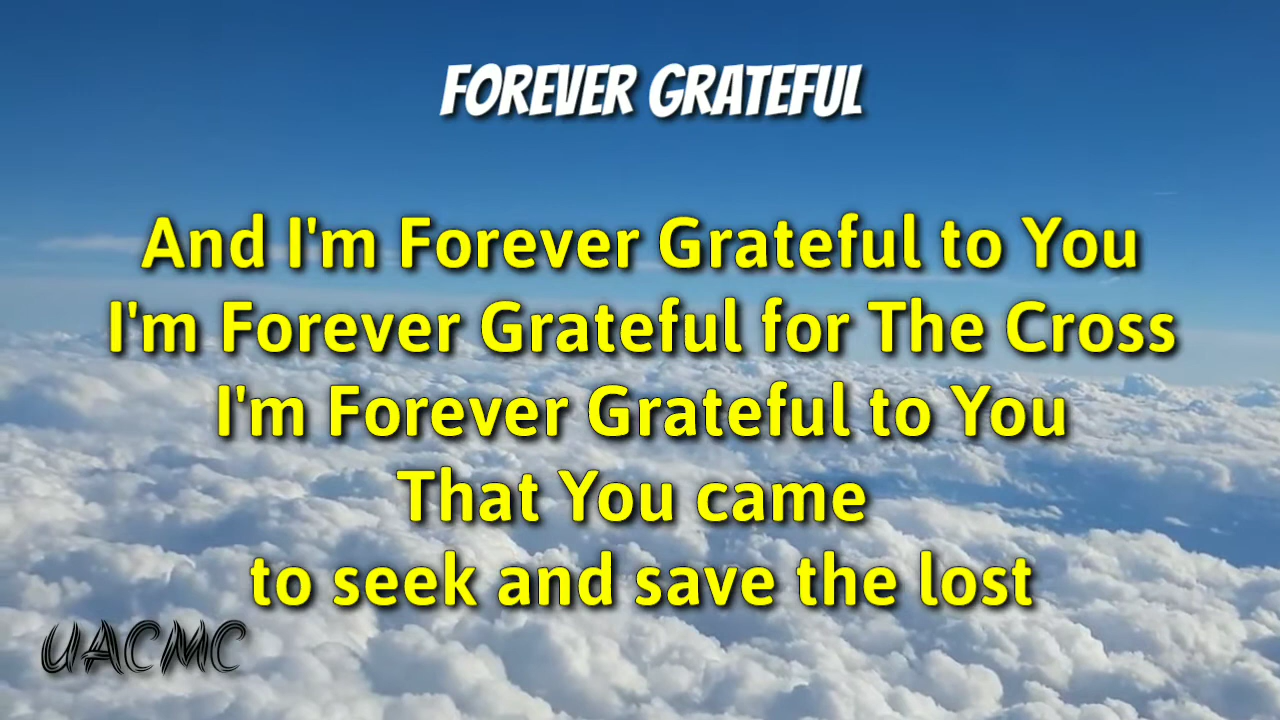 FOREVER GRATEFUL
And I'm Forever Grateful to You
I'm Forever Grateful for The Cross
I'm Forever Grateful to You
That You came
to seek and save the lost
UACMC